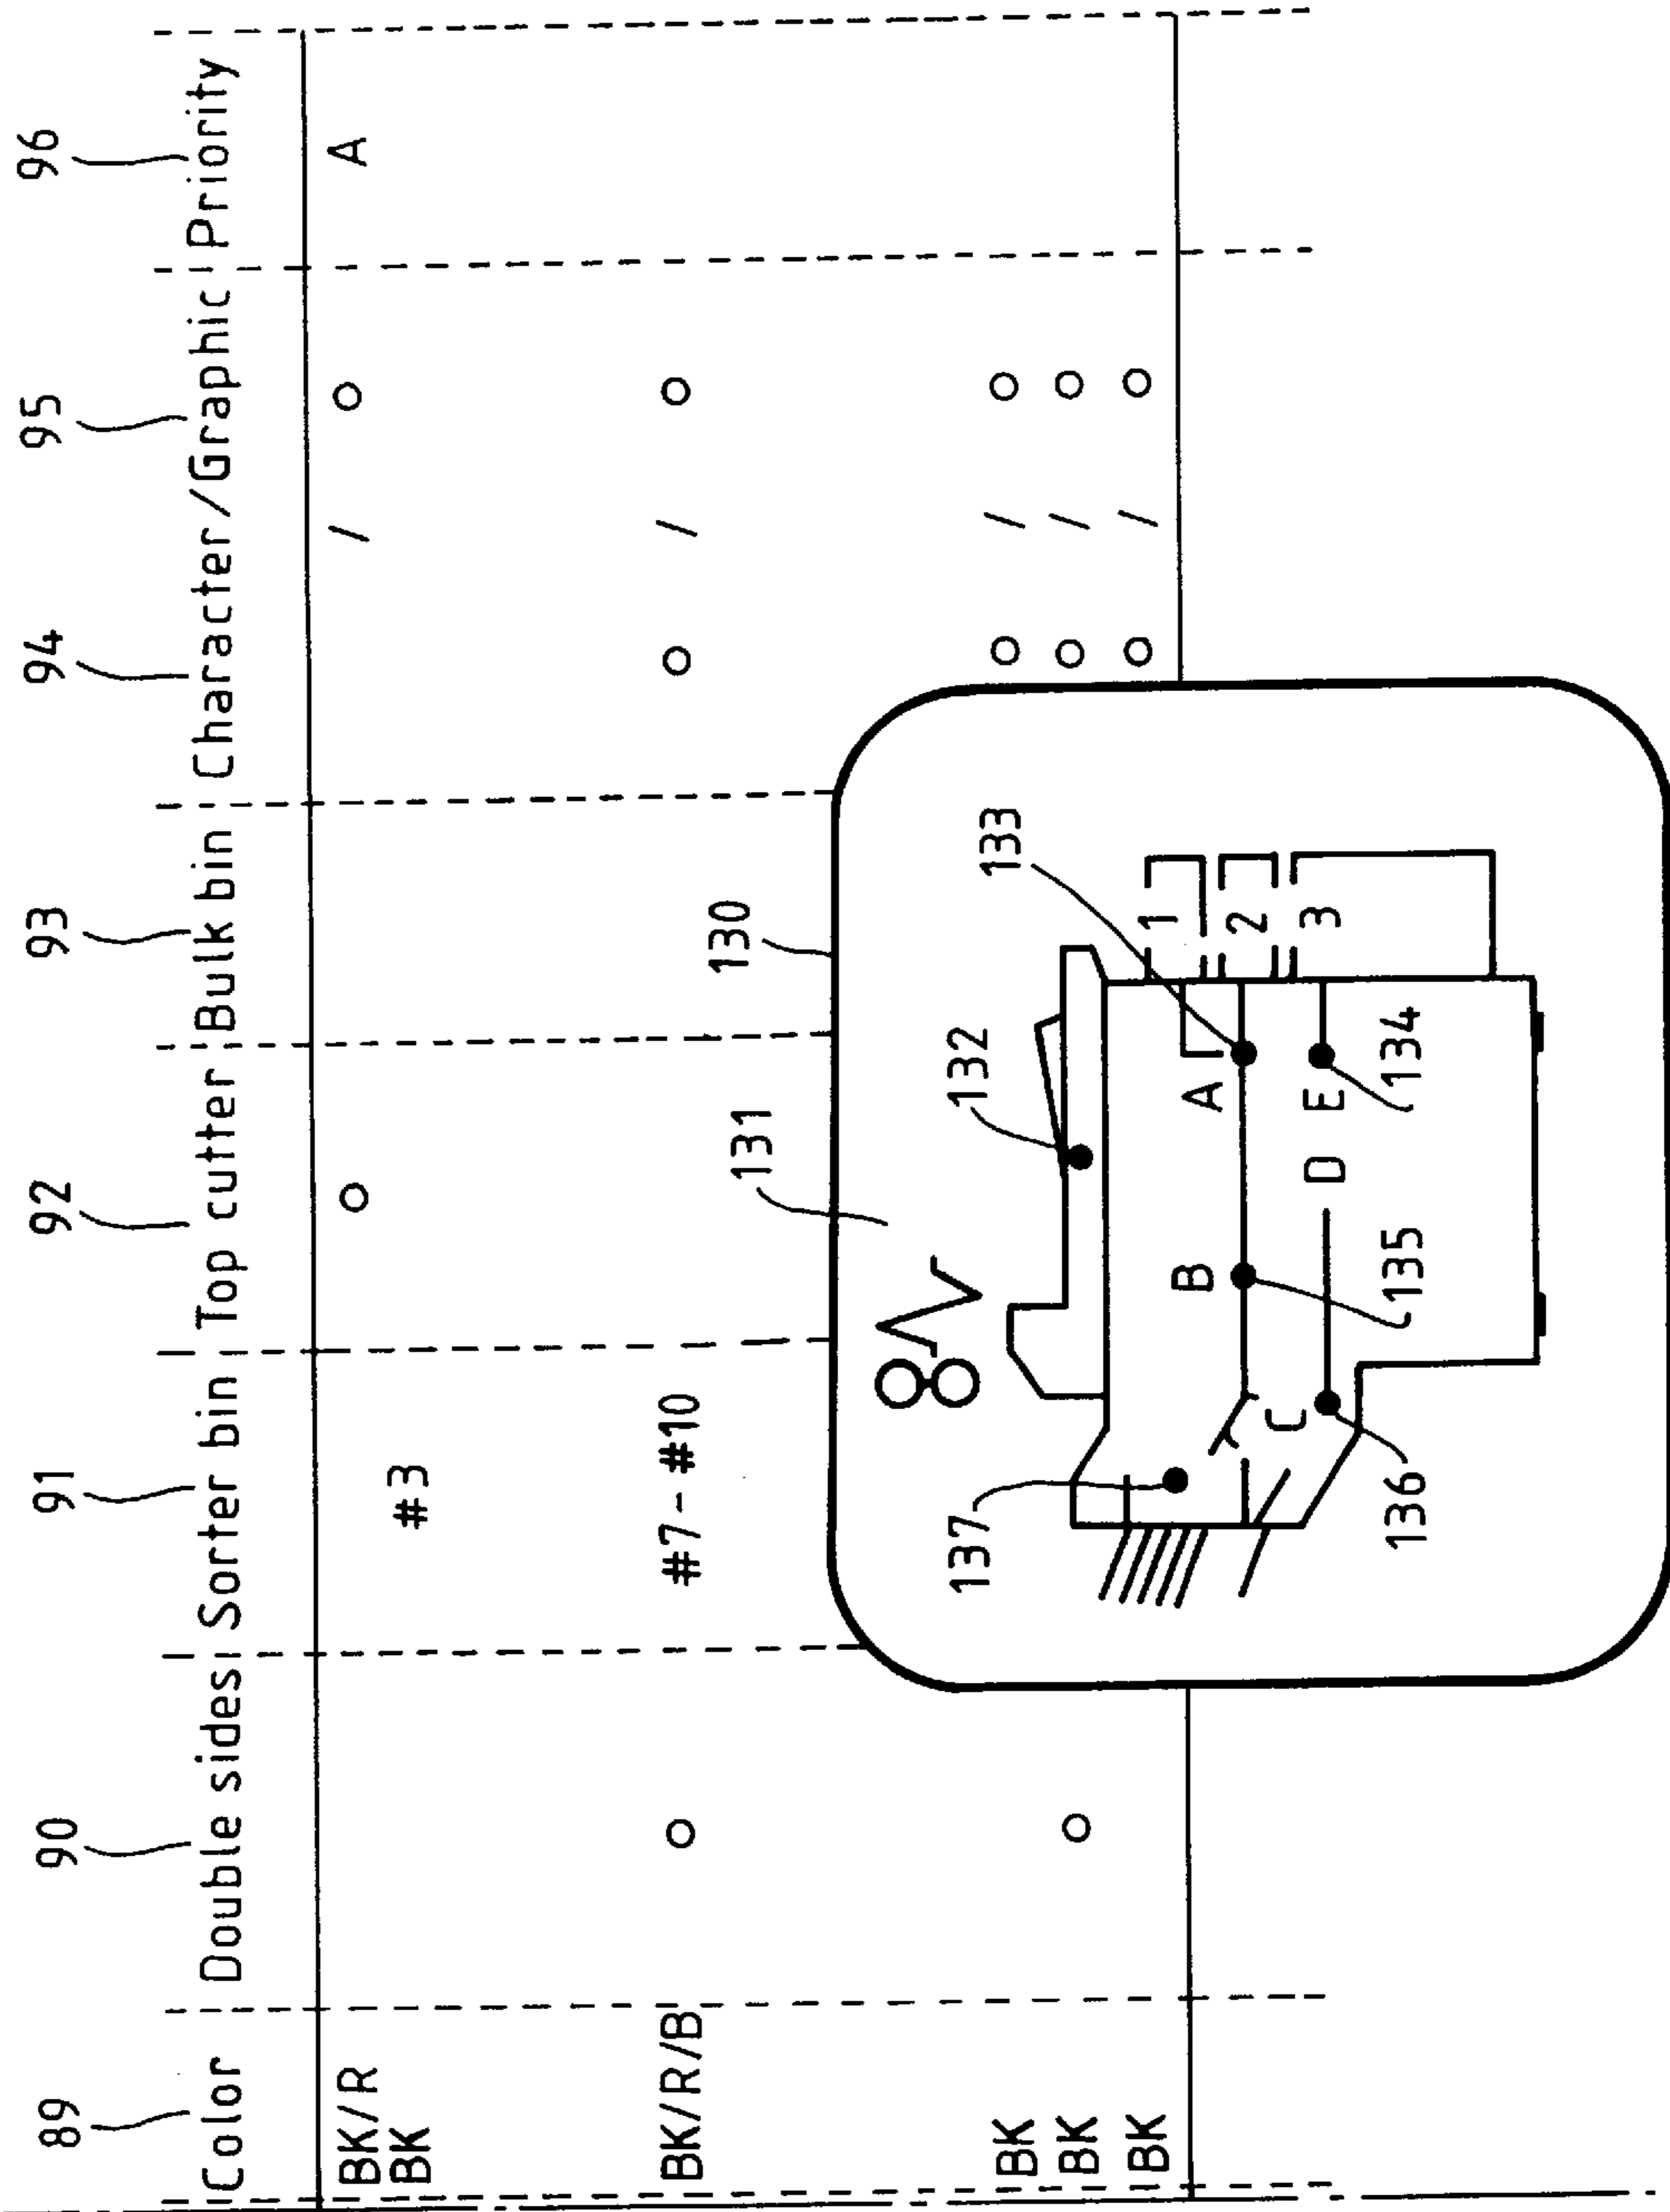 89 90 91 92 93 94 95 96
Color Double sides Sorter bin Top cutter Bulk bin Character/Graphic Priority
BK/R O / O A
BK #3
BK/R/B O #7-#10 O / O
BK O / O
BK O O / O
BK O / O
130
131
132
133
1
2
3
A
B
C
D
E
134
135
136
137